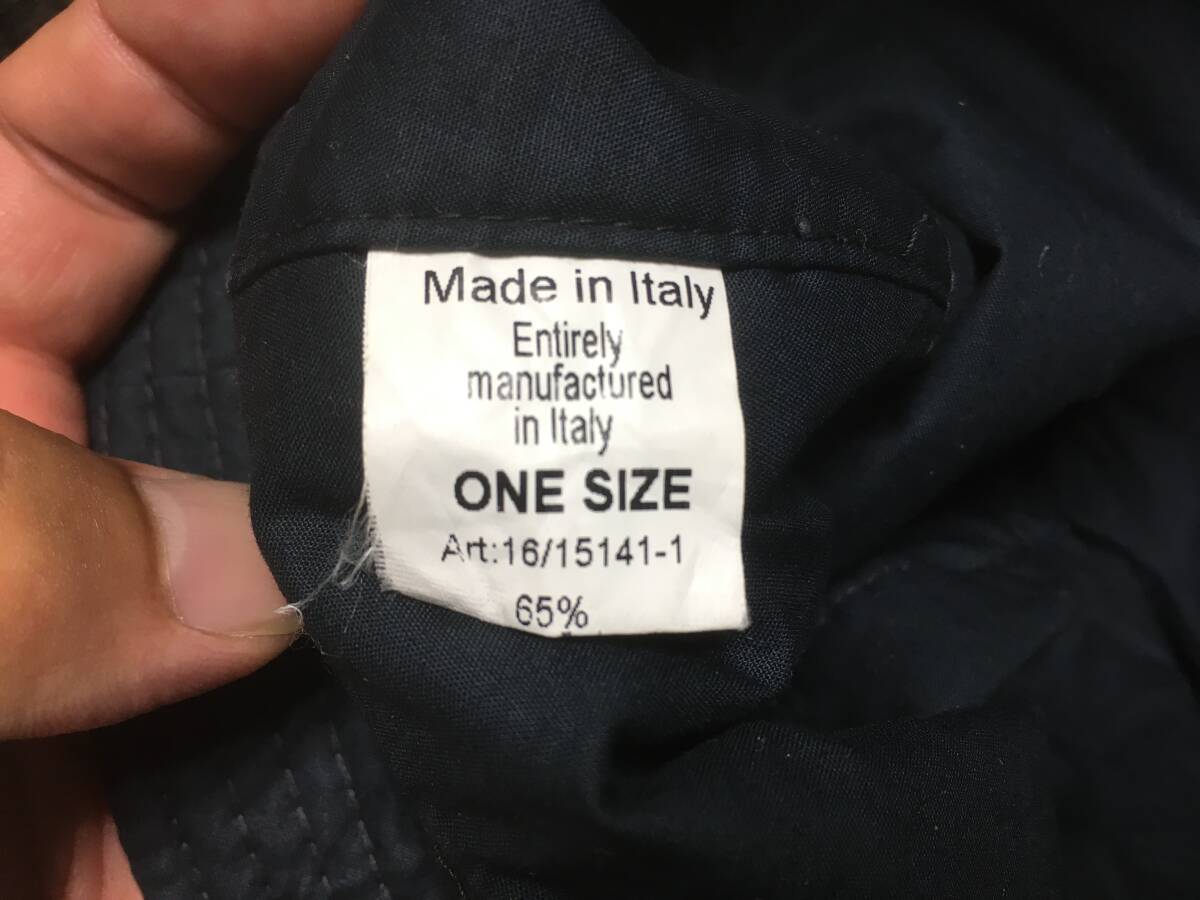 Made in Italy
Entirely
manufactured
in Italy
ONE SIZE
Art:16/15141-1
65%